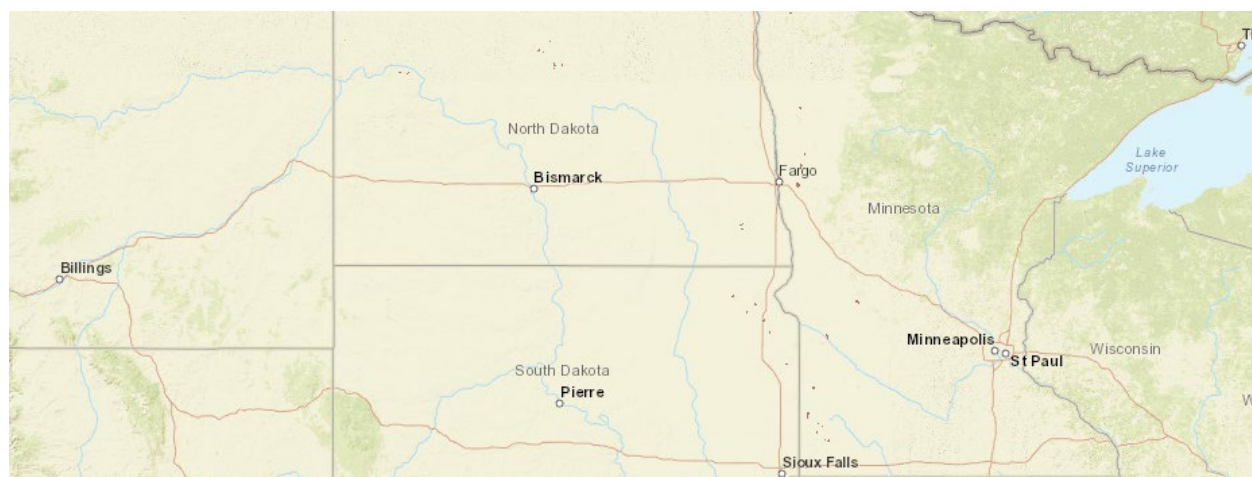 North Dakota
Bismarck
Fargo
Minnesota
Lake
Superior
Billings
Minneapolis
St Paul
Wisconsin
South Dakota
Pierre
Sioux Falls